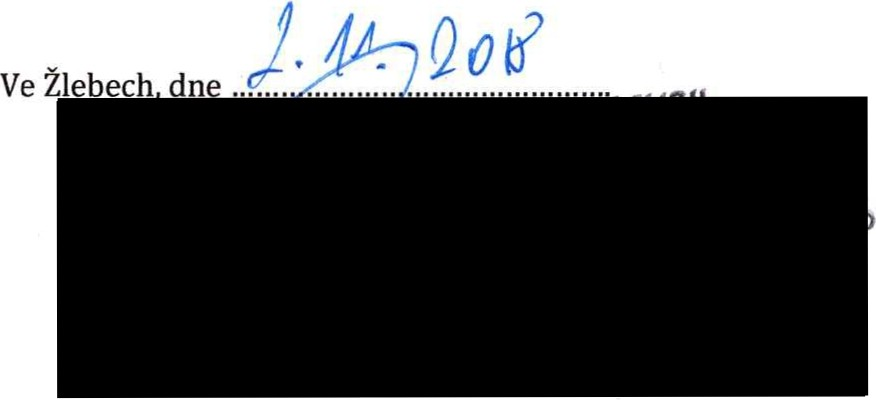 Ve Žlebech, dne 2. 11. 2018